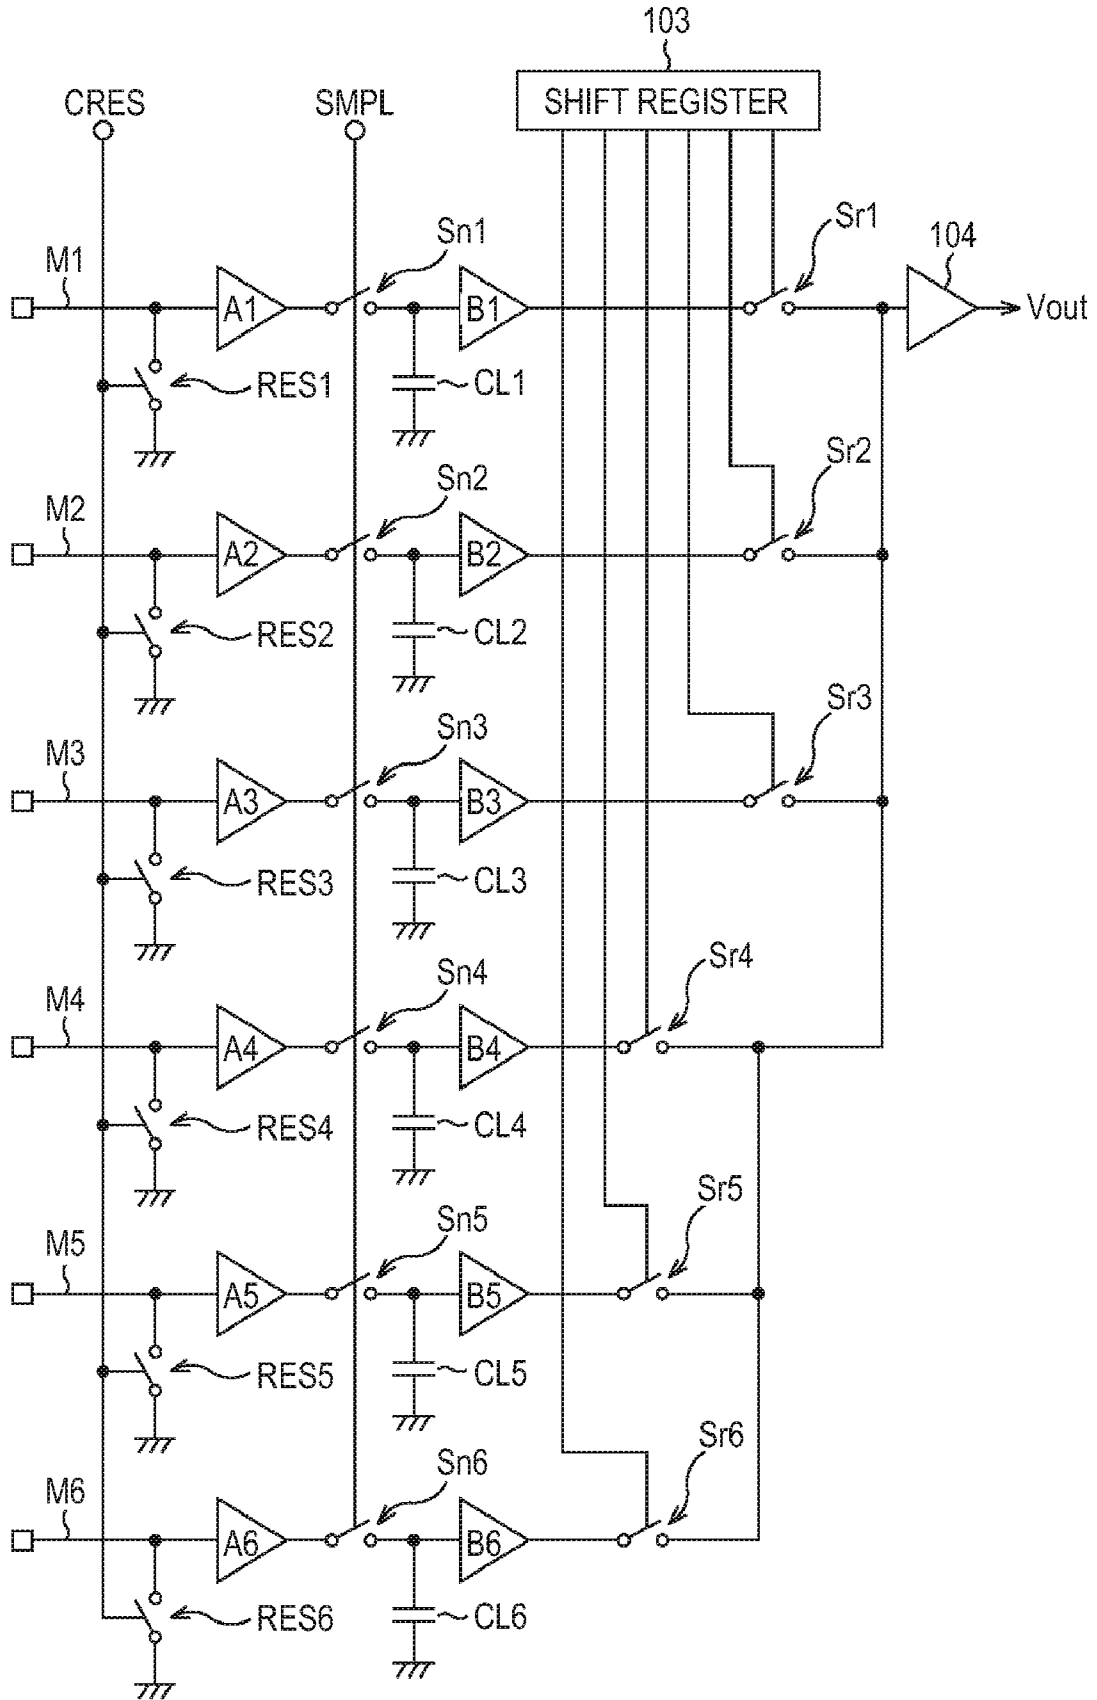 103
CRES
SMPL
SHIFT REGISTER
Sn1
Sr1
104
M1
A1
B1
Vout
RES1
CL1
Sn2
Sr2
M2
A2
B2
RES2
CL2
Sn3
Sr3
M3
A3
B3
RES3
CL3
Sn4
Sr4
M4
A4
B4
RES4
CL4
Sn5
Sr5
M5
A5
B5
RES5
CL5
Sn6
Sr6
M6
A6
B6
RES6
CL6